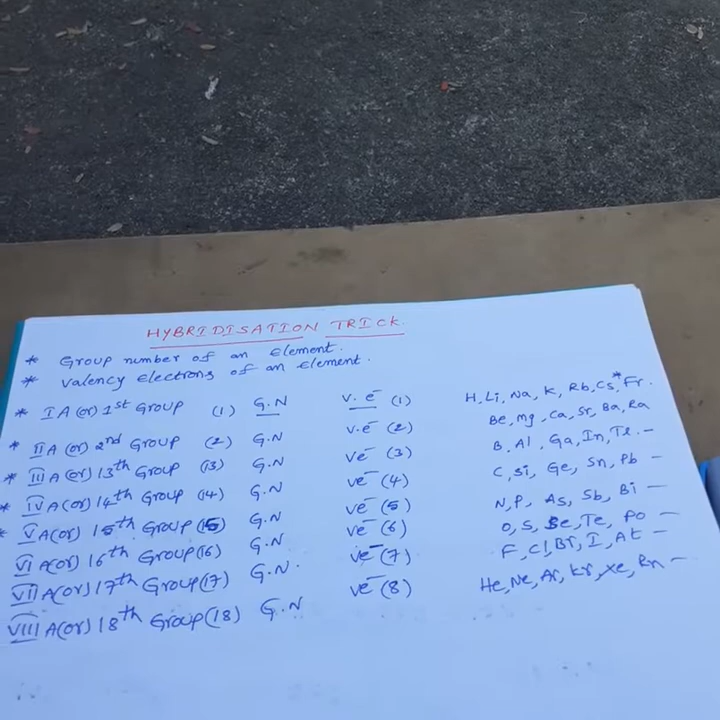 HYBRIDISATION TRICK.
* Group number of an Element.
* Valency Electrons of an Element.
* IA (or) 1st Group (1) G.N V. e⁻ (1) H, Li, Na, K, Rb, Cs,* Fr.
* IIA (or) 2nd Group (2) G.N V.e⁻ (2) Be, Mg, Ca, Sr, Ba, Ra
* IIIA (or) 13th Group (13) G.N Ve⁻ (3) B, Al, Ga, In, Te. -
* IVA (or) 14th Group (14) G.N Ve⁻ (4) C, Si, Ge, Sn, Pb -
* VA(or) 15th Group (15) G.N Ve⁻ (5) N, P, As, Sb, Bi -
VI A(or) 16th Group(16) G.N Ve⁻ (6) O, S, Se, Te, Po -
VII A(or) 17th Group(17) G.N. Ve⁻ (7) F, Cl, Br, I, At -
VIII A(or) 18th Group(18) G.N Ve⁻ (8) He, Ne, Ar, Kr, Xe, Rn -